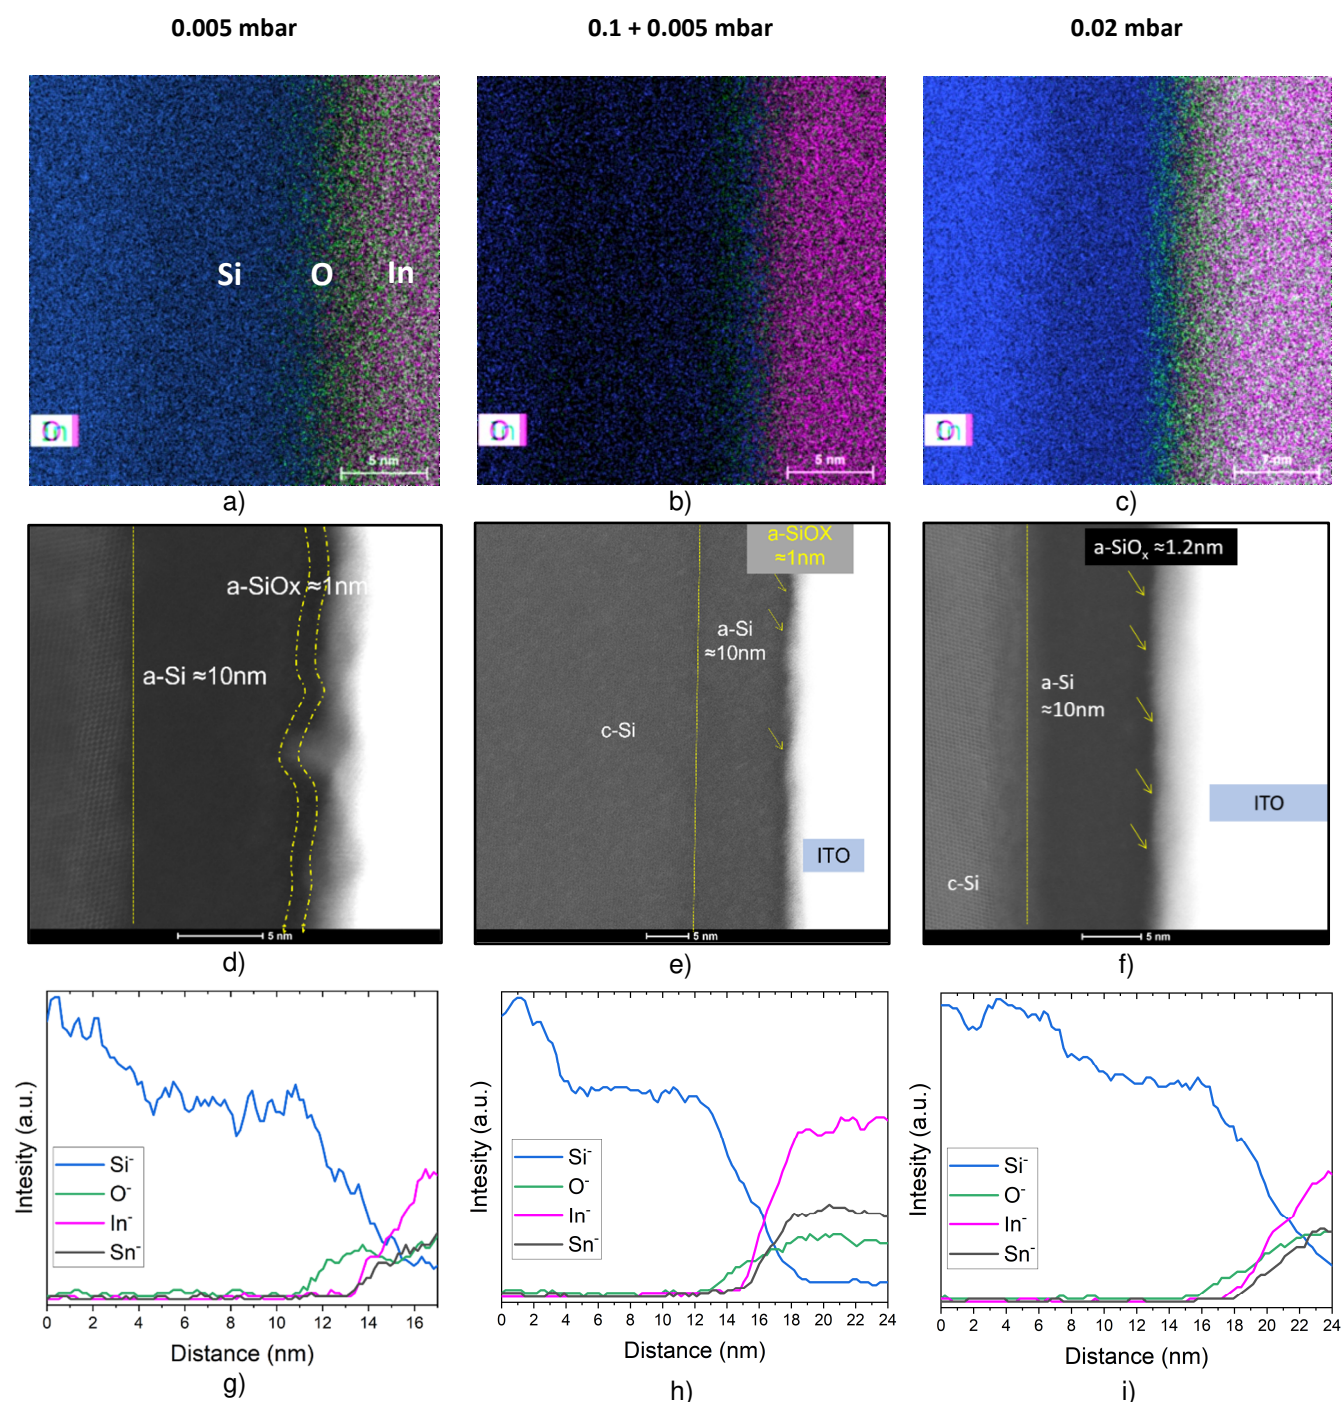 0.005 mbar
0.1 + 0.005 mbar
0.02 mbar
Si
O
In
5 nm
a)
5 nm
b)
c)
a-SiOx ≈1nm
a-Si ≈10nm
5 nm
d)
a-SiOX
≈1nm
a-Si
≈10nm
c-Si
ITO
5 nm
e)
a-SiOₓ ≈1.2nm
a-Si
≈10nm
ITO
c-Si
5 nm
f)
Intesity (a.u.)
Si⁻
O⁻
In⁻
Sn⁻
0 2 4 6 8 10 12 14 16
Distance (nm)
g)
Intesity (a.u.)
Si⁻
O⁻
In⁻
Sn⁻
0 2 4 6 8 10 12 14 16 18 20 22 24
Distance (nm)
h)
Intesity (a.u.)
Si⁻
O⁻
In⁻
Sn⁻
0 2 4 6 8 10 12 14 16 18 20 22 24
Distance (nm)
i)